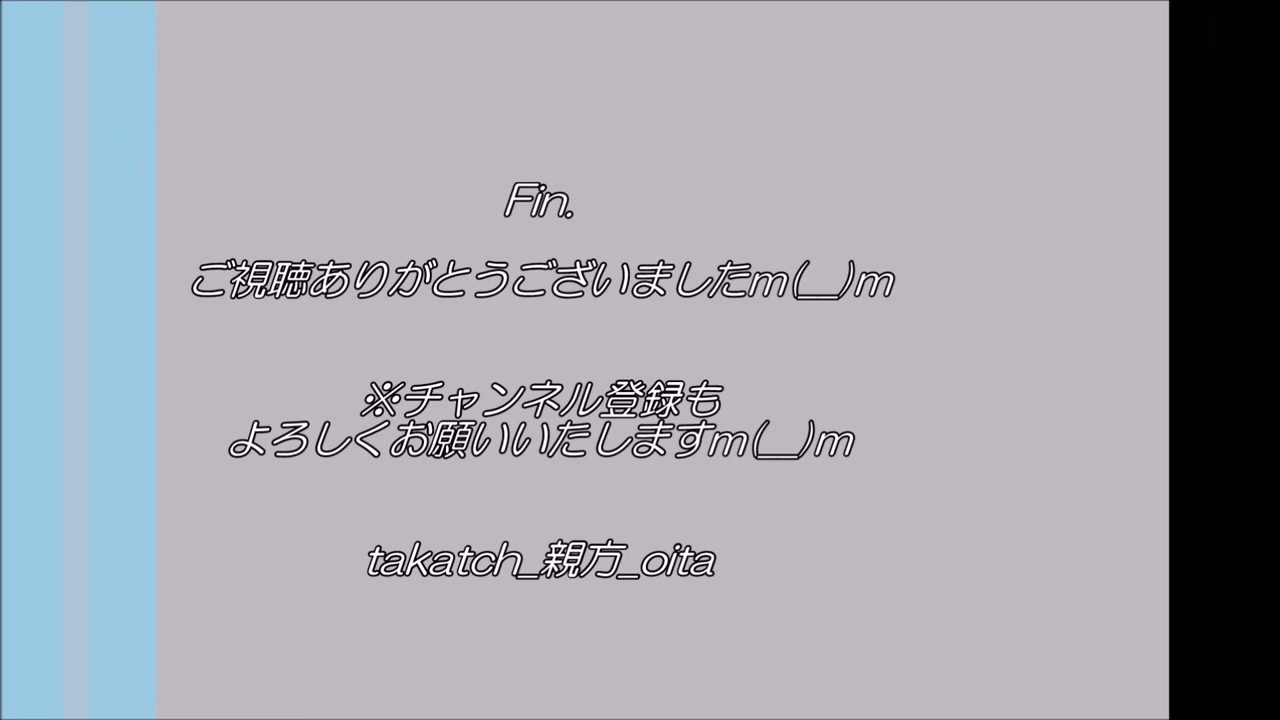 Fin.
ご視聴ありがとうございましたm(__)m
※チャンネル登録も
よろしくお願いいたしますm(__)m
takatch_親方_oita